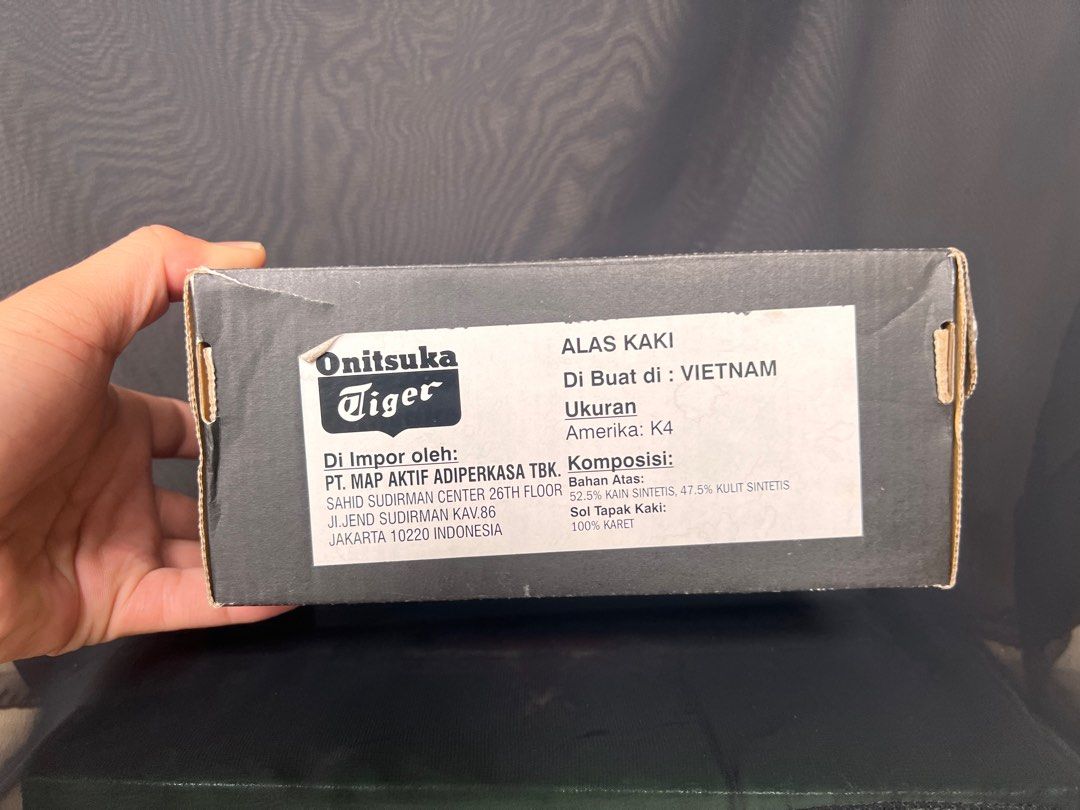 Onitsuka
Tiger
Di Impor oleh:
PT. MAP AKTIF ADIPERKASA TBK.
SAHID SUDIRMAN CENTER 26TH FLOOR
Jl.JEND SUDIRMAN KAV.86
JAKARTA 10220 INDONESIA
ALAS KAKI
Di Buat di : VIETNAM
Ukuran
Amerika: K4
Komposisi:
Bahan Atas:
52.5% KAIN SINTETIS, 47.5% KULIT SINTETIS
Sol Tapak Kaki:
100% KARET